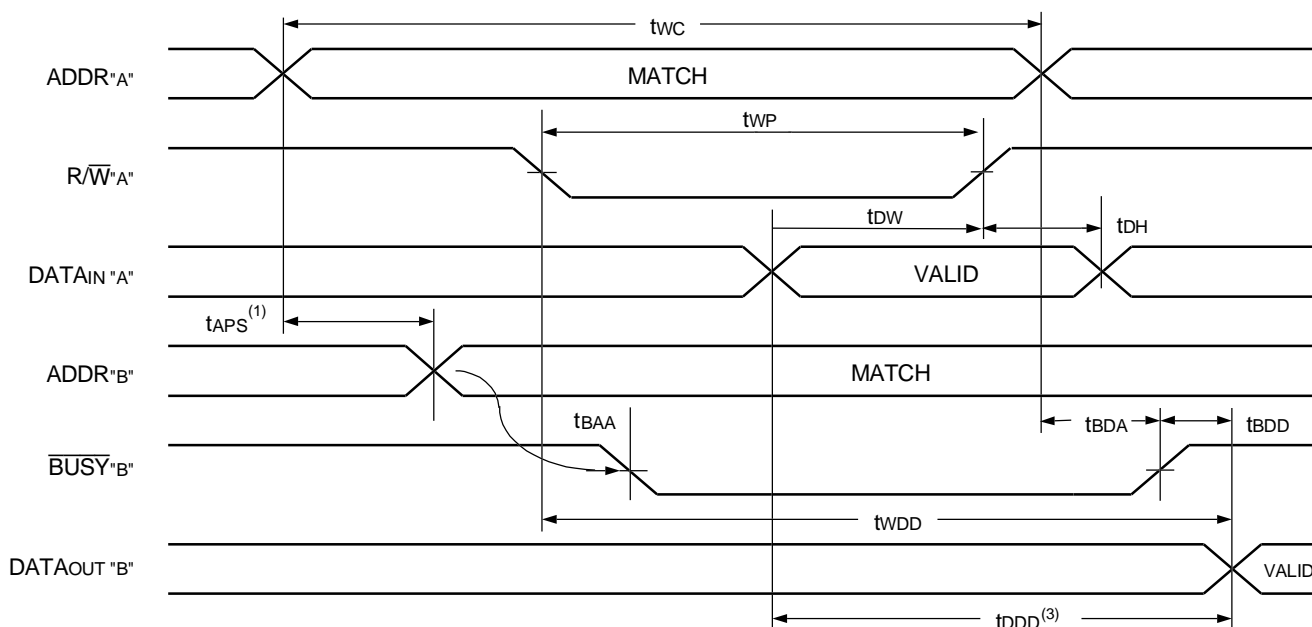 tWC
ADDR"A"
MATCH
tWP
R/W"A"
tDW
tDH
DATAIN "A"
VALID
tAPS(1)
ADDR"B"
MATCH
tBAA
tBDA
tBDD
BUSY"B"
tWDD
DATAOUT "B"
VALID
tDDD(3)